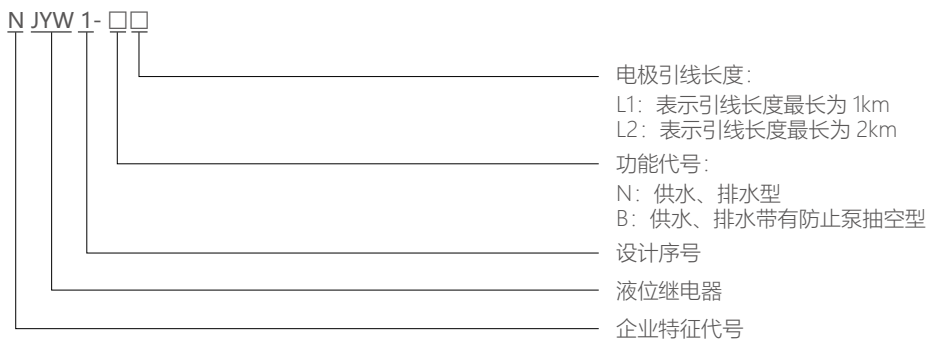 N JYW 1- □□
电极引线长度：
L1：表示引线长度最长为 1km
L2：表示引线长度最长为 2km
功能代号：
N：供水、排水型
B：供水、排水带有防止泵抽空型
设计序号
液位继电器
企业特征代号